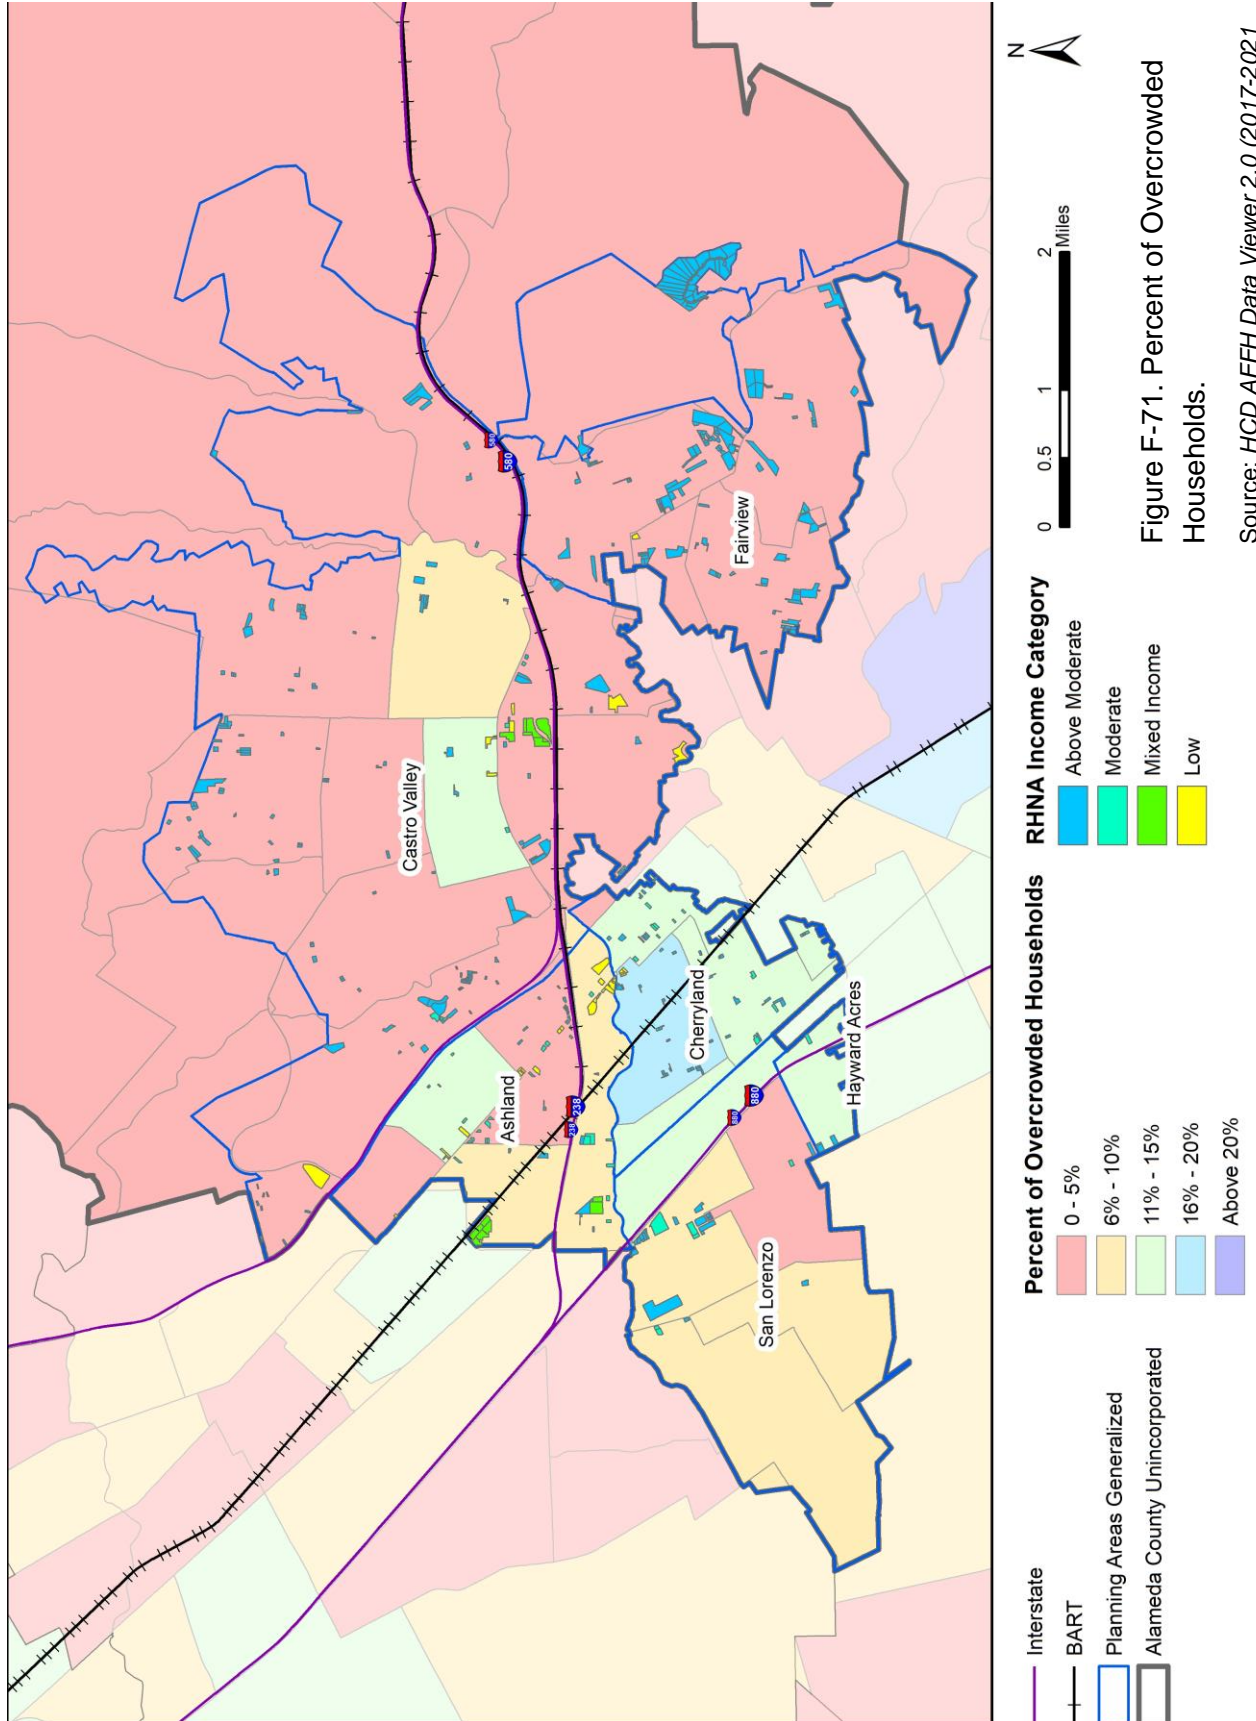 Castro Valley
Ashland
Fairview
Cherryland
San Lorenzo
Hayward Acres
580
580
238
238
880
880
Interstate
BART
Planning Areas Generalized
Alameda County Unincorporated
Percent of Overcrowded Households
0 - 5%
6% - 10%
11% - 15%
16% - 20%
Above 20%
RHNA Income Category
Above Moderate
Moderate
Mixed Income
Low
0 0.5 1 2
Miles
N
Figure F-71. Percent of Overcrowded
Households.
Source: HCD AFFH Data Viewer 2.0 (2017-2021